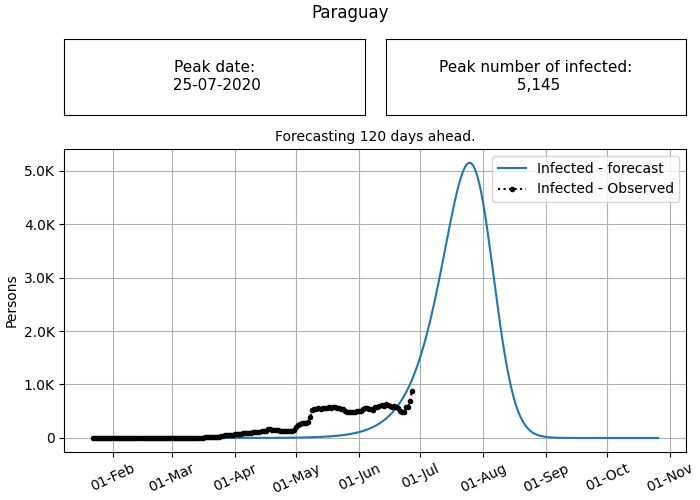 Paraguay
Peak date:
25-07-2020
Peak number of infected:
5,145
Forecasting 120 days ahead.
Infected - forecast
Infected - Observed
Persons
5.0K
4.0K
3.0K
2.0K
1.0K
0
01-Feb
01-Mar
01-Apr
01-May
01-Jun
01-Jul
01-Aug
01-Sep
01-Oct
01-Nov